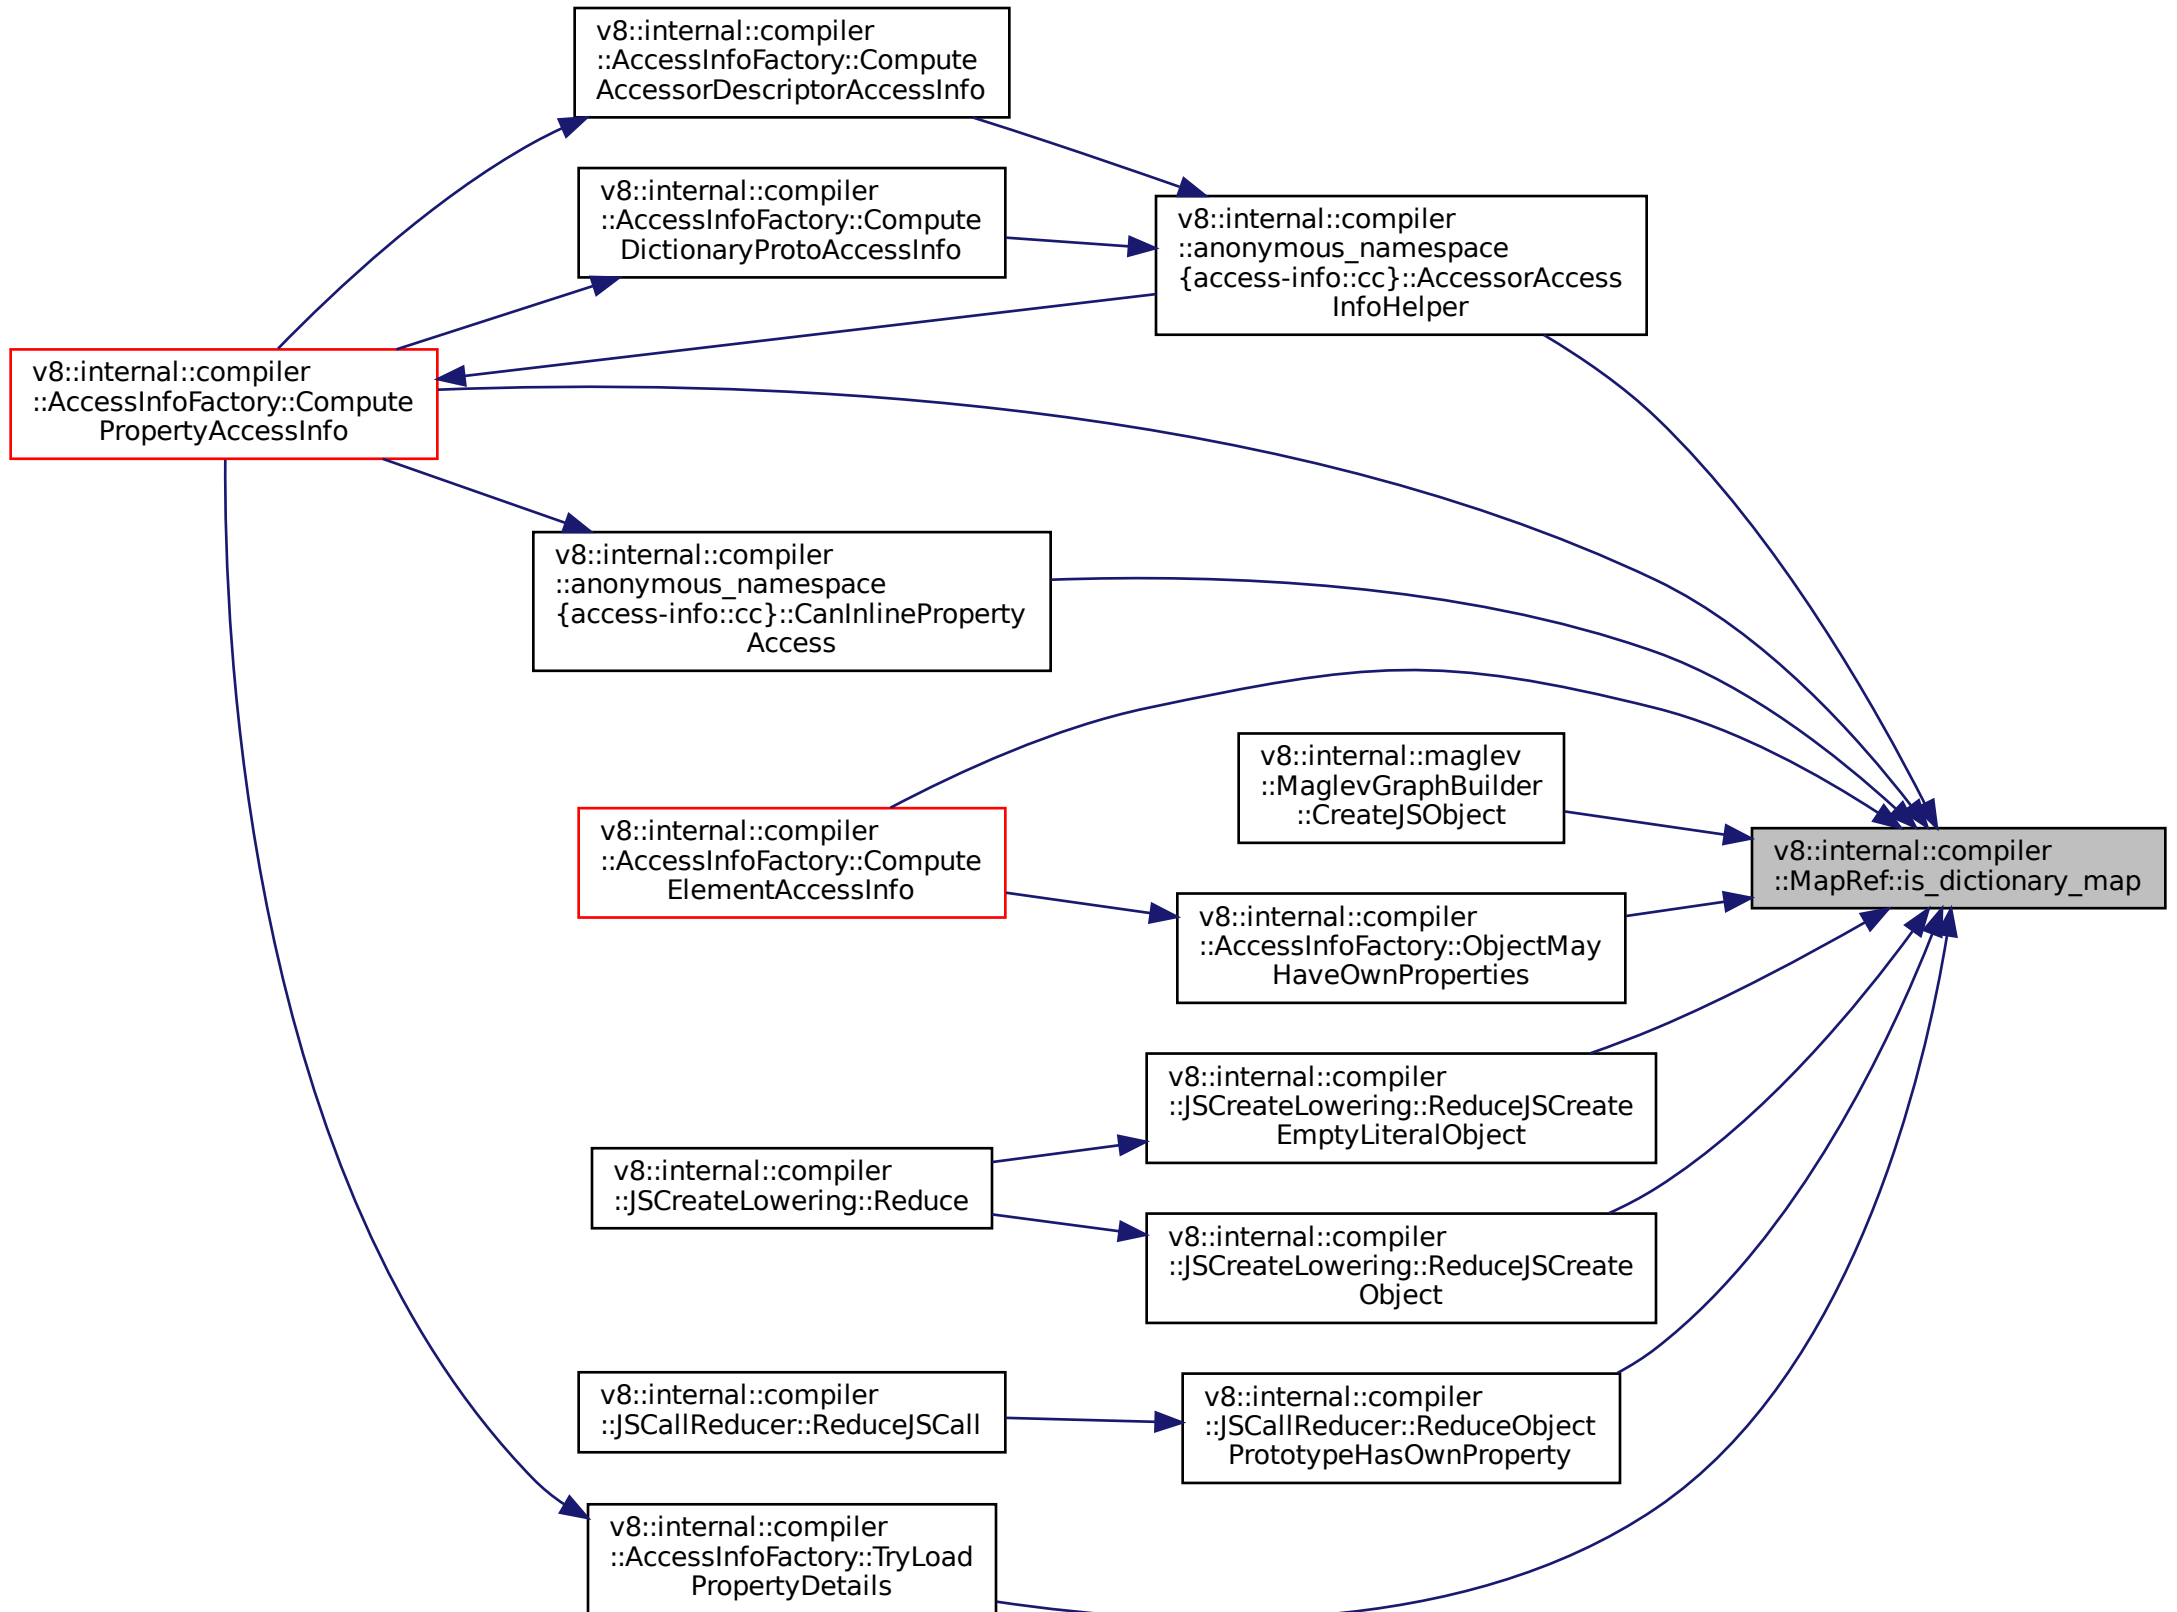 v8::internal::compiler
::AccessInfoFactory::Compute
AccessorDescriptorAccessInfo
v8::internal::compiler
::AccessInfoFactory::Compute
DictionaryProtoAccessInfo
v8::internal::compiler
::anonymous_namespace
{access-info::cc}::AccessorAccess
InfoHelper
v8::internal::compiler
::AccessInfoFactory::Compute
PropertyAccessInfo
v8::internal::compiler
::anonymous_namespace
{access-info::cc}::CanInlineProperty
Access
v8::internal::maglev
::MaglevGraphBuilder
::CreateJSObject
v8::internal::compiler
::AccessInfoFactory::Compute
ElementAccessInfo
v8::internal::compiler
::MapRef::is_dictionary_map
v8::internal::compiler
::AccessInfoFactory::ObjectMay
HaveOwnProperties
v8::internal::compiler
::JSCreateLowering::ReduceJSCreate
EmptyLiteralObject
v8::internal::compiler
::JSCreateLowering::Reduce
v8::internal::compiler
::JSCreateLowering::ReduceJSCreate
Object
v8::internal::compiler
::JSCallReducer::ReduceJSCall
v8::internal::compiler
::JSCallReducer::ReduceObject
PrototypeHasOwnProperty
v8::internal::compiler
::AccessInfoFactory::TryLoad
PropertyDetails